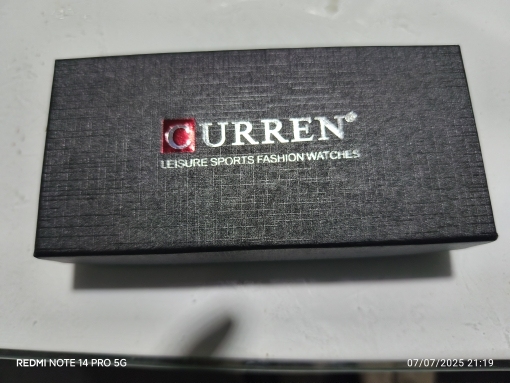 CURREN®
LEISURE SPORTS FASHION WATCHES
REDMI NOTE 14 PRO 5G
07/07/2025 21:19